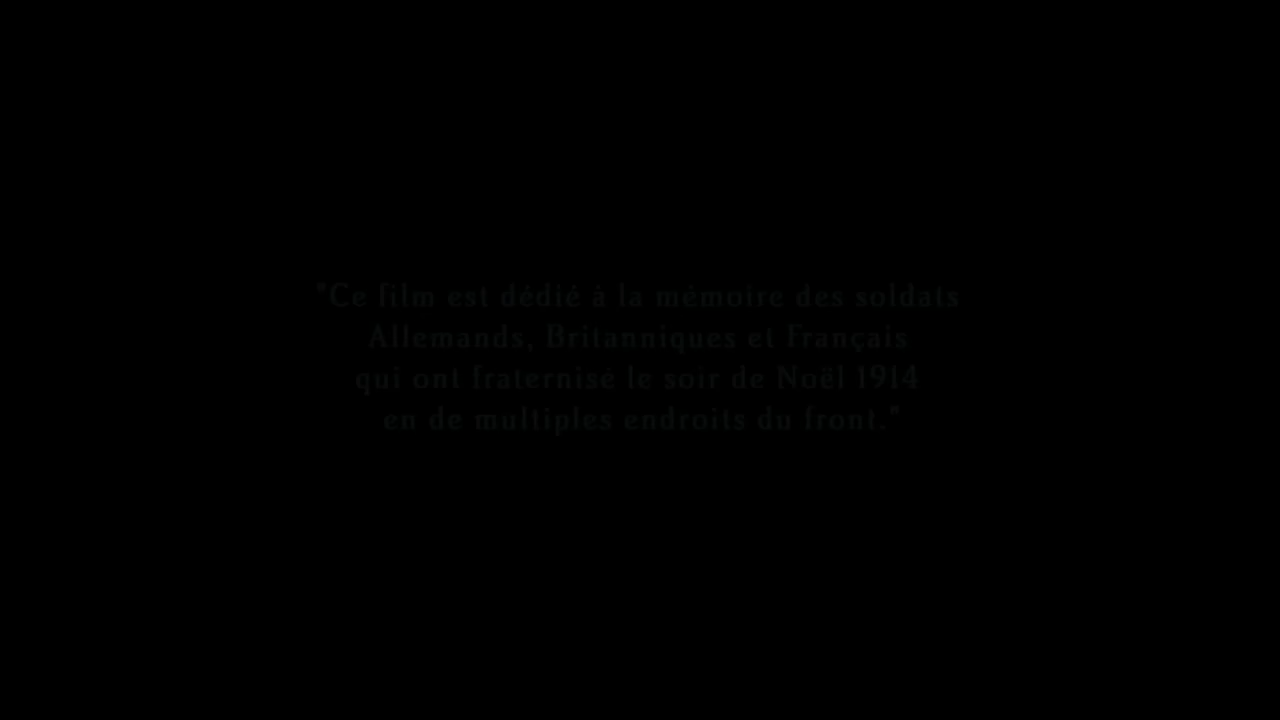 "Ce film est dédié à la mémoire des soldats
Allemands, Britanniques et Français
qui ont fraternisé le soir de Noël 1914
en de multiples endroits du front."